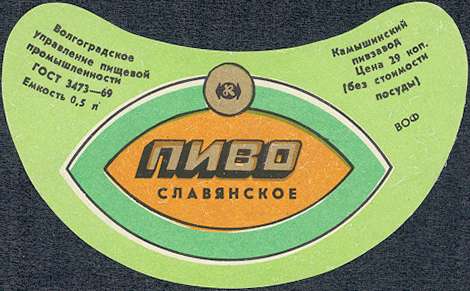 Волгоградское
управление пищевой
промышленности
ГОСТ 3473—69
Емкость 0,5 л
ПИВО
СЛАВЯНСКОЕ
Камышинский
пивзавод
Цена 29 коп.
(без стоимости
посуды)
ВОФ